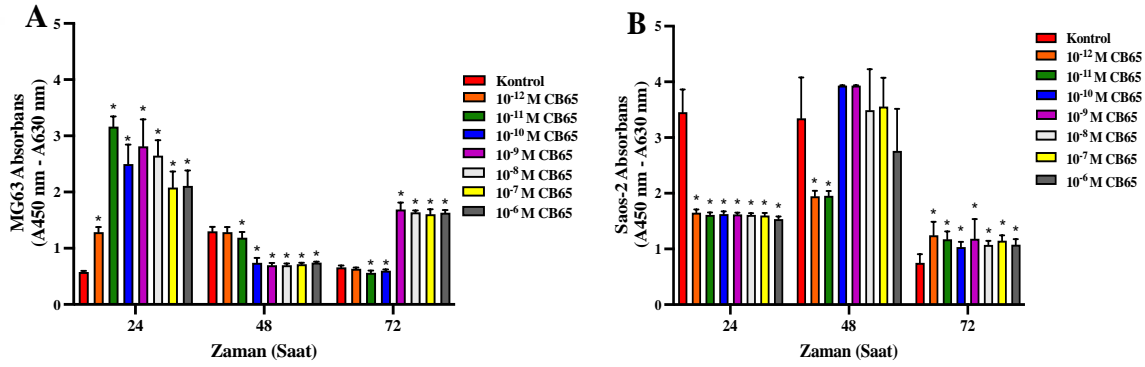 A
MG63 Absorbans
(A450 nm - A630 nm)
5
4
3
2
1
0
* * * * * * *
* * * * * *
* * * * * *
24
48
72
Zaman (Saat)
Kontrol
10⁻¹² M CB65
10⁻¹¹ M CB65
10⁻¹⁰ M CB65
10⁻⁹ M CB65
10⁻⁸ M CB65
10⁻⁷ M CB65
10⁻⁶ M CB65
B
Saos-2 Absorbans
(A450 nm - A630 nm)
5
4
3
2
1
0
* * * * * * *
* *
* * * * * * *
24
48
72
Zaman (Saat)
Kontrol
10⁻¹² M CB65
10⁻¹¹ M CB65
10⁻¹⁰ M CB65
10⁻⁹ M CB65
10⁻⁸ M CB65
10⁻⁷ M CB65
10⁻⁶ M CB65